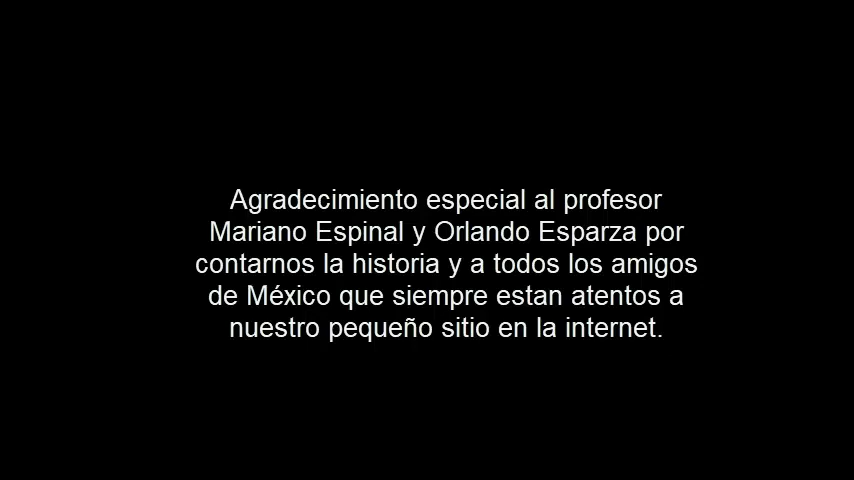 Agradecimiento especial al profesor
Mariano Espinal y Orlando Esparza por
contarnos la historia y a todos los amigos
de México que siempre estan atentos a
nuestro pequeño sitio en la internet.